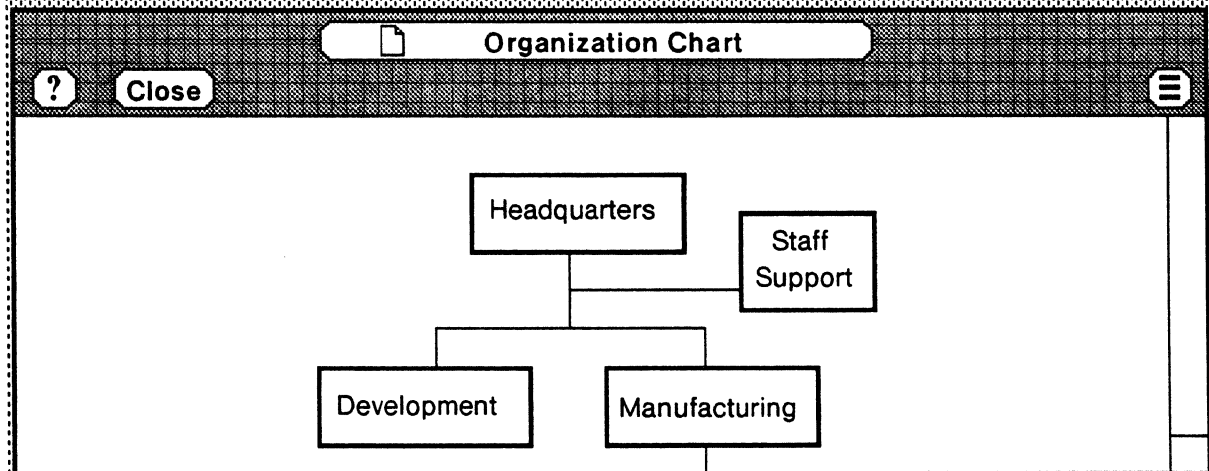 Organization Chart
? Close
Headquarters
Staff
Support
Development
Manufacturing